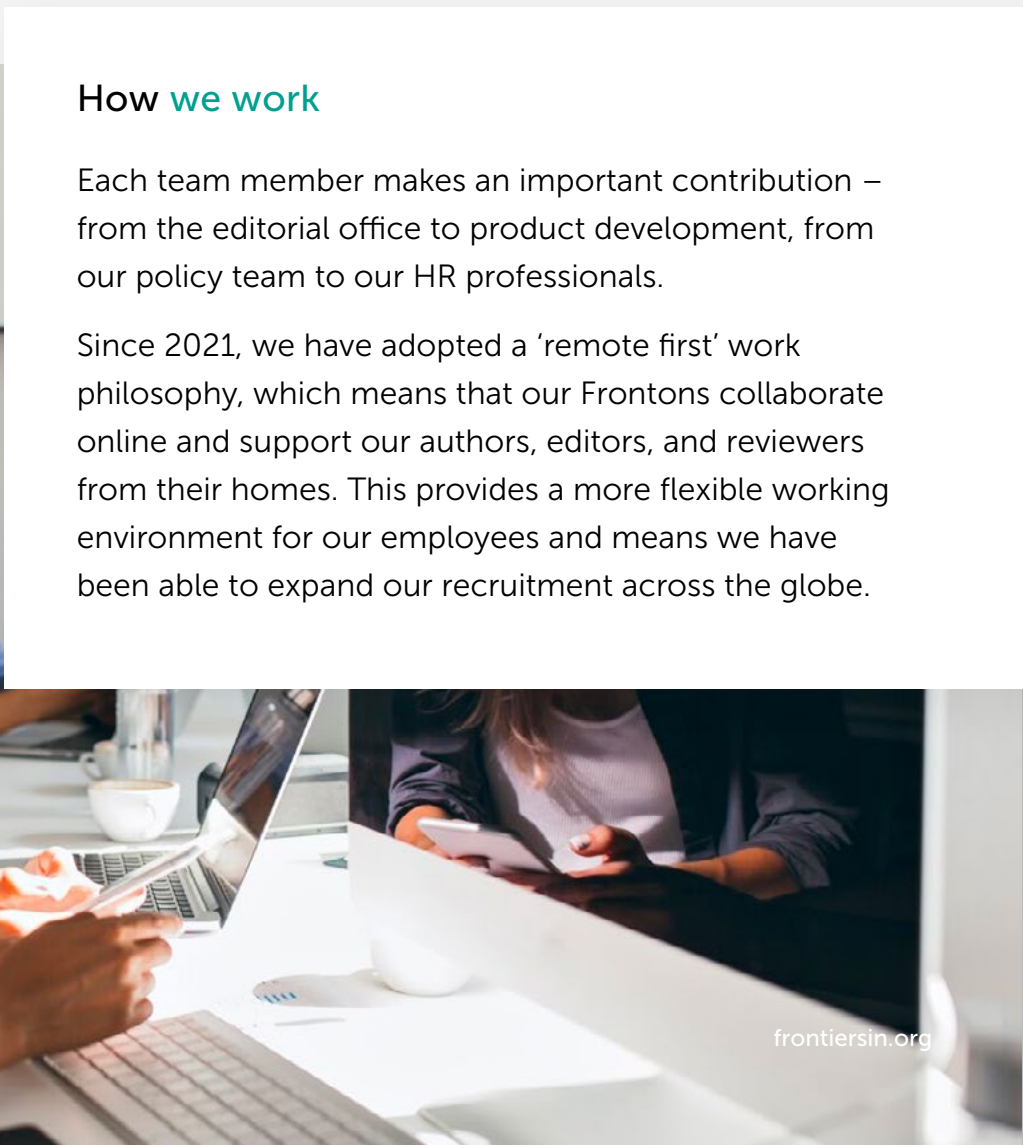 How we work
Each team member makes an important contribution –
from the editorial office to product development, from
our policy team to our HR professionals.
Since 2021, we have adopted a ‘remote first’ work
philosophy, which means that our Frontons collaborate
online and support our authors, editors, and reviewers
from their homes. This provides a more flexible working
environment for our employees and means we have
been able to expand our recruitment across the globe.
frontiersin.org